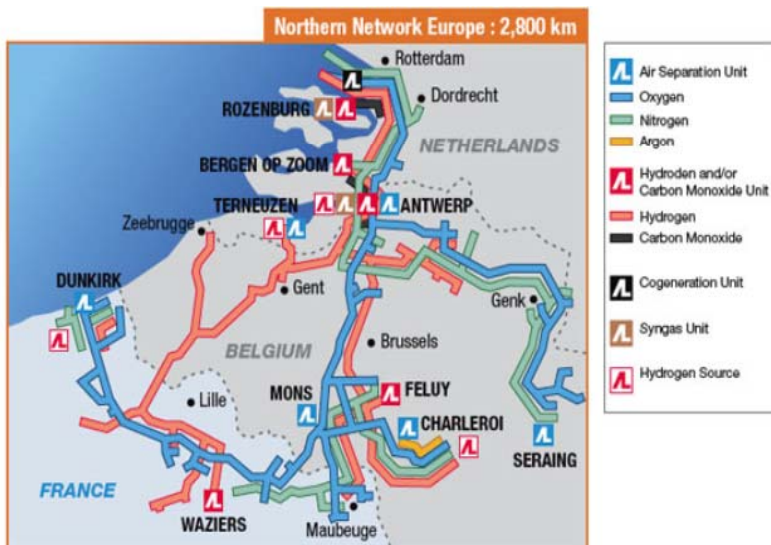 Northern Network Europe : 2,800 km
Rotterdam
Dordrecht
ROZENBURG
NETHERLANDS
BERGEN OP ZOOM
TERNEUZEN
ANTWERP
Zeebrugge
DUNKIRK
Gent
Genk
BELGIUM
Brussels
Lille
MONS
FELUY
CHARLEROI
SERAING
FRANCE
WAZIERS
Maubeuge
Air Separation Unit
Oxygen
Nitrogen
Argon
Hydroden and/or
Carbon Monoxide Unit
Hydrogen
Carbon Monoxide
Cogeneration Unit
Syngas Unit
Hydrogen Source